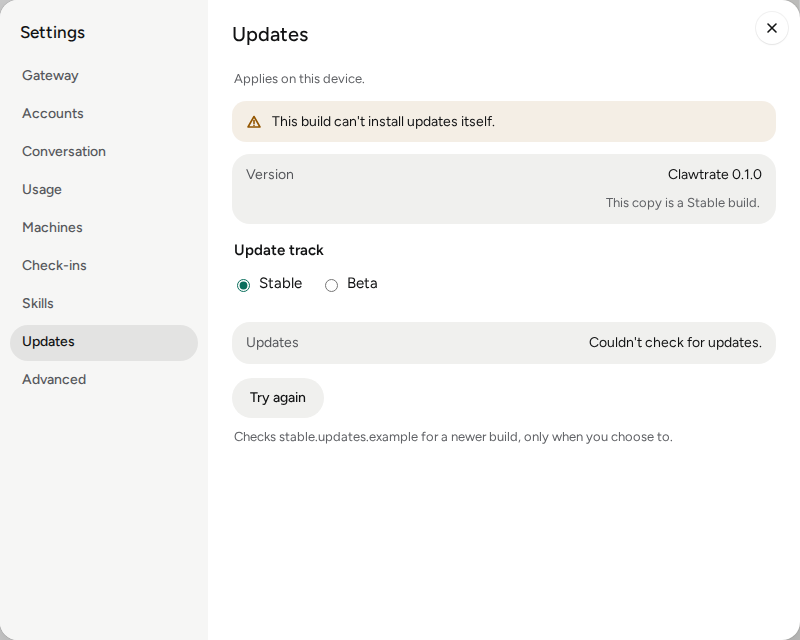 Settings
Gateway
Accounts
Conversation
Usage
Machines
Check-ins
Skills
Updates
Advanced
Updates
Applies on this device.
This build can't install updates itself.
Version
Clawtrate 0.1.0
This copy is a Stable build.
Update track
Stable
Beta
Updates
Couldn't check for updates.
Try again
Checks stable.updates.example for a newer build, only when you choose to.